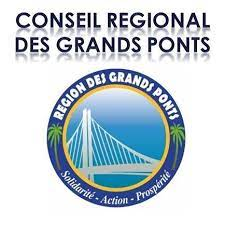 CONSEIL REGIONAL
DES GRANDS PONTS
REGION DES GRANDS PONTS
Solidarité - Action - Prospérité